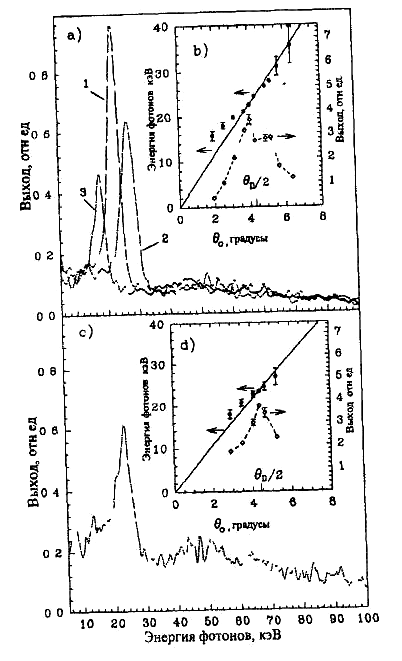 a)
b)
0 8
0 6
0 4
0 2
0 0
Выход, отн ед
1
2
3
40
30
20
10
0
Энергия фотонов кэВ
7
6
5
4
3
2
1
Выход, отн ед
θD/2
0 2 4 6 8
θo, градусы
c)
d)
0 8
0 6
0 4
0 2
0 0
Выход, отн ед
40
30
20
10
0
Энергия фотонов кэВ
7
6
5
4
3
2
1
Выход, отн ед
θD/2
0 2 4 6 8
θo, градусы
10 20 30 40 50 60 70 80 90 100
Энергия фотонов, кэВ